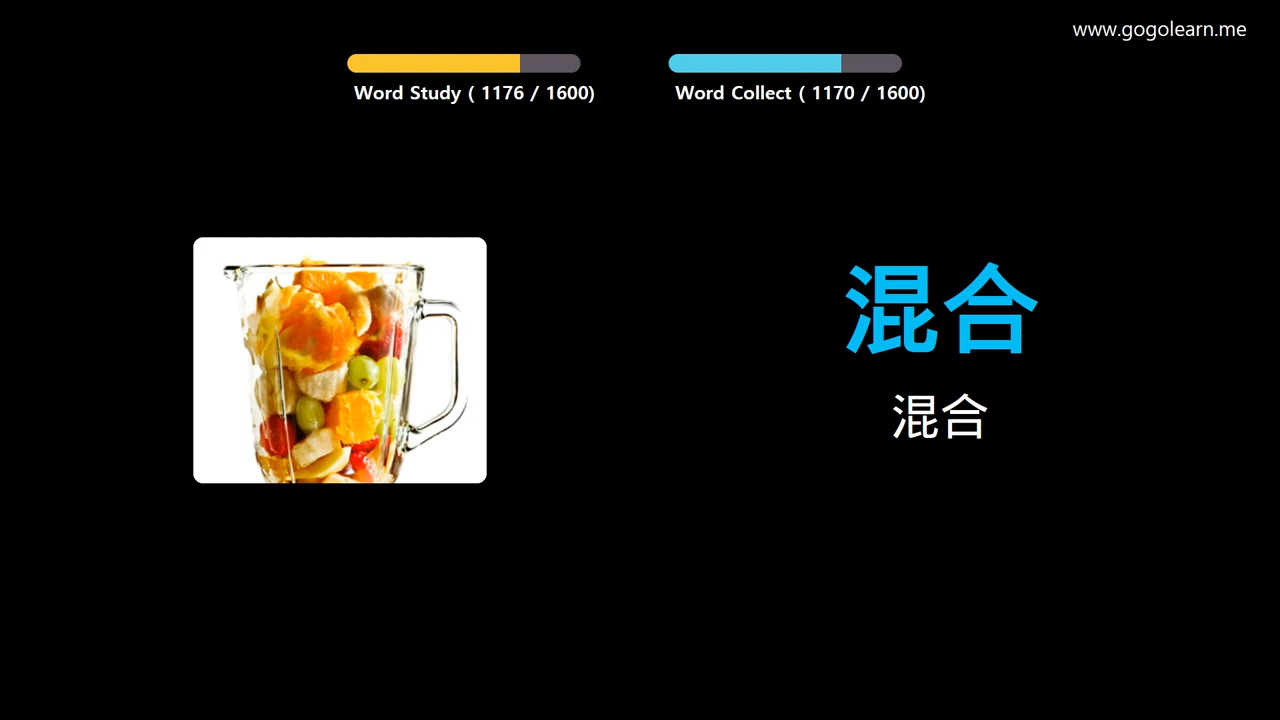 www.gogolearn.me
Word Study ( 1176 / 1600)
Word Collect ( 1170 / 1600)
混合
混合